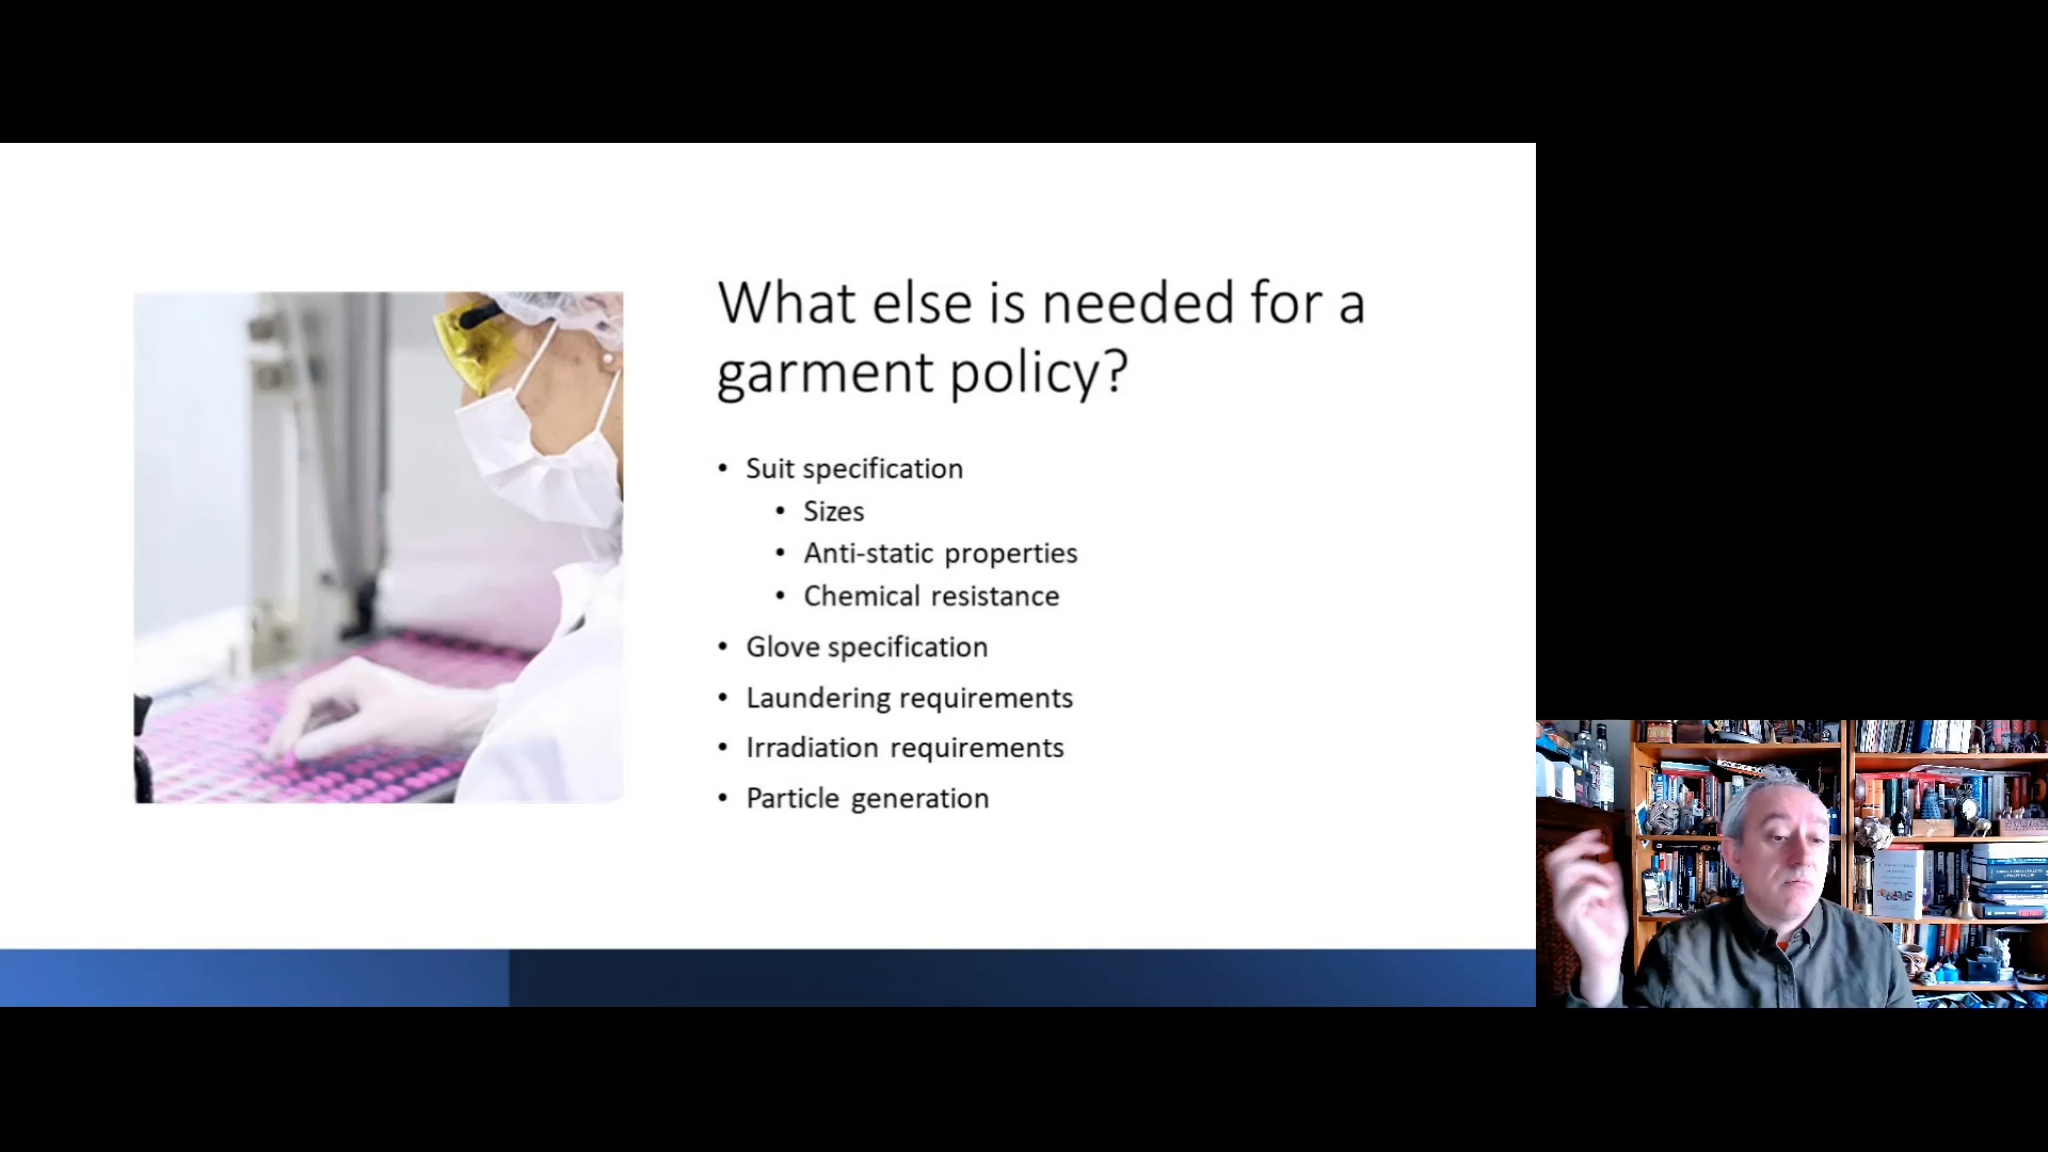 What else is needed for a
garment policy?
• Suit specification
• Sizes
• Anti-static properties
• Chemical resistance
• Glove specification
• Laundering requirements
• Irradiation requirements
• Particle generation